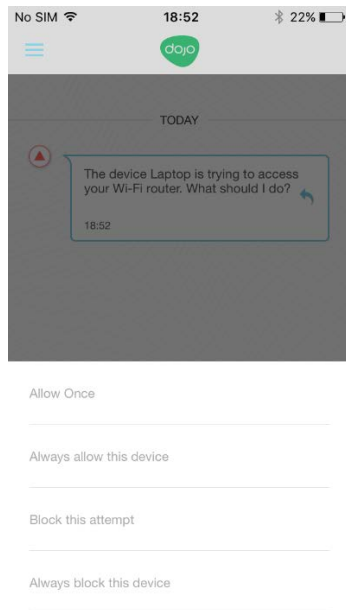 No SIM 18:52 22%
dojo
TODAY
The device Laptop is trying to access
your Wi-Fi router. What should I do?
18:52
Allow Once
Always allow this device
Block this attempt
Always block this device